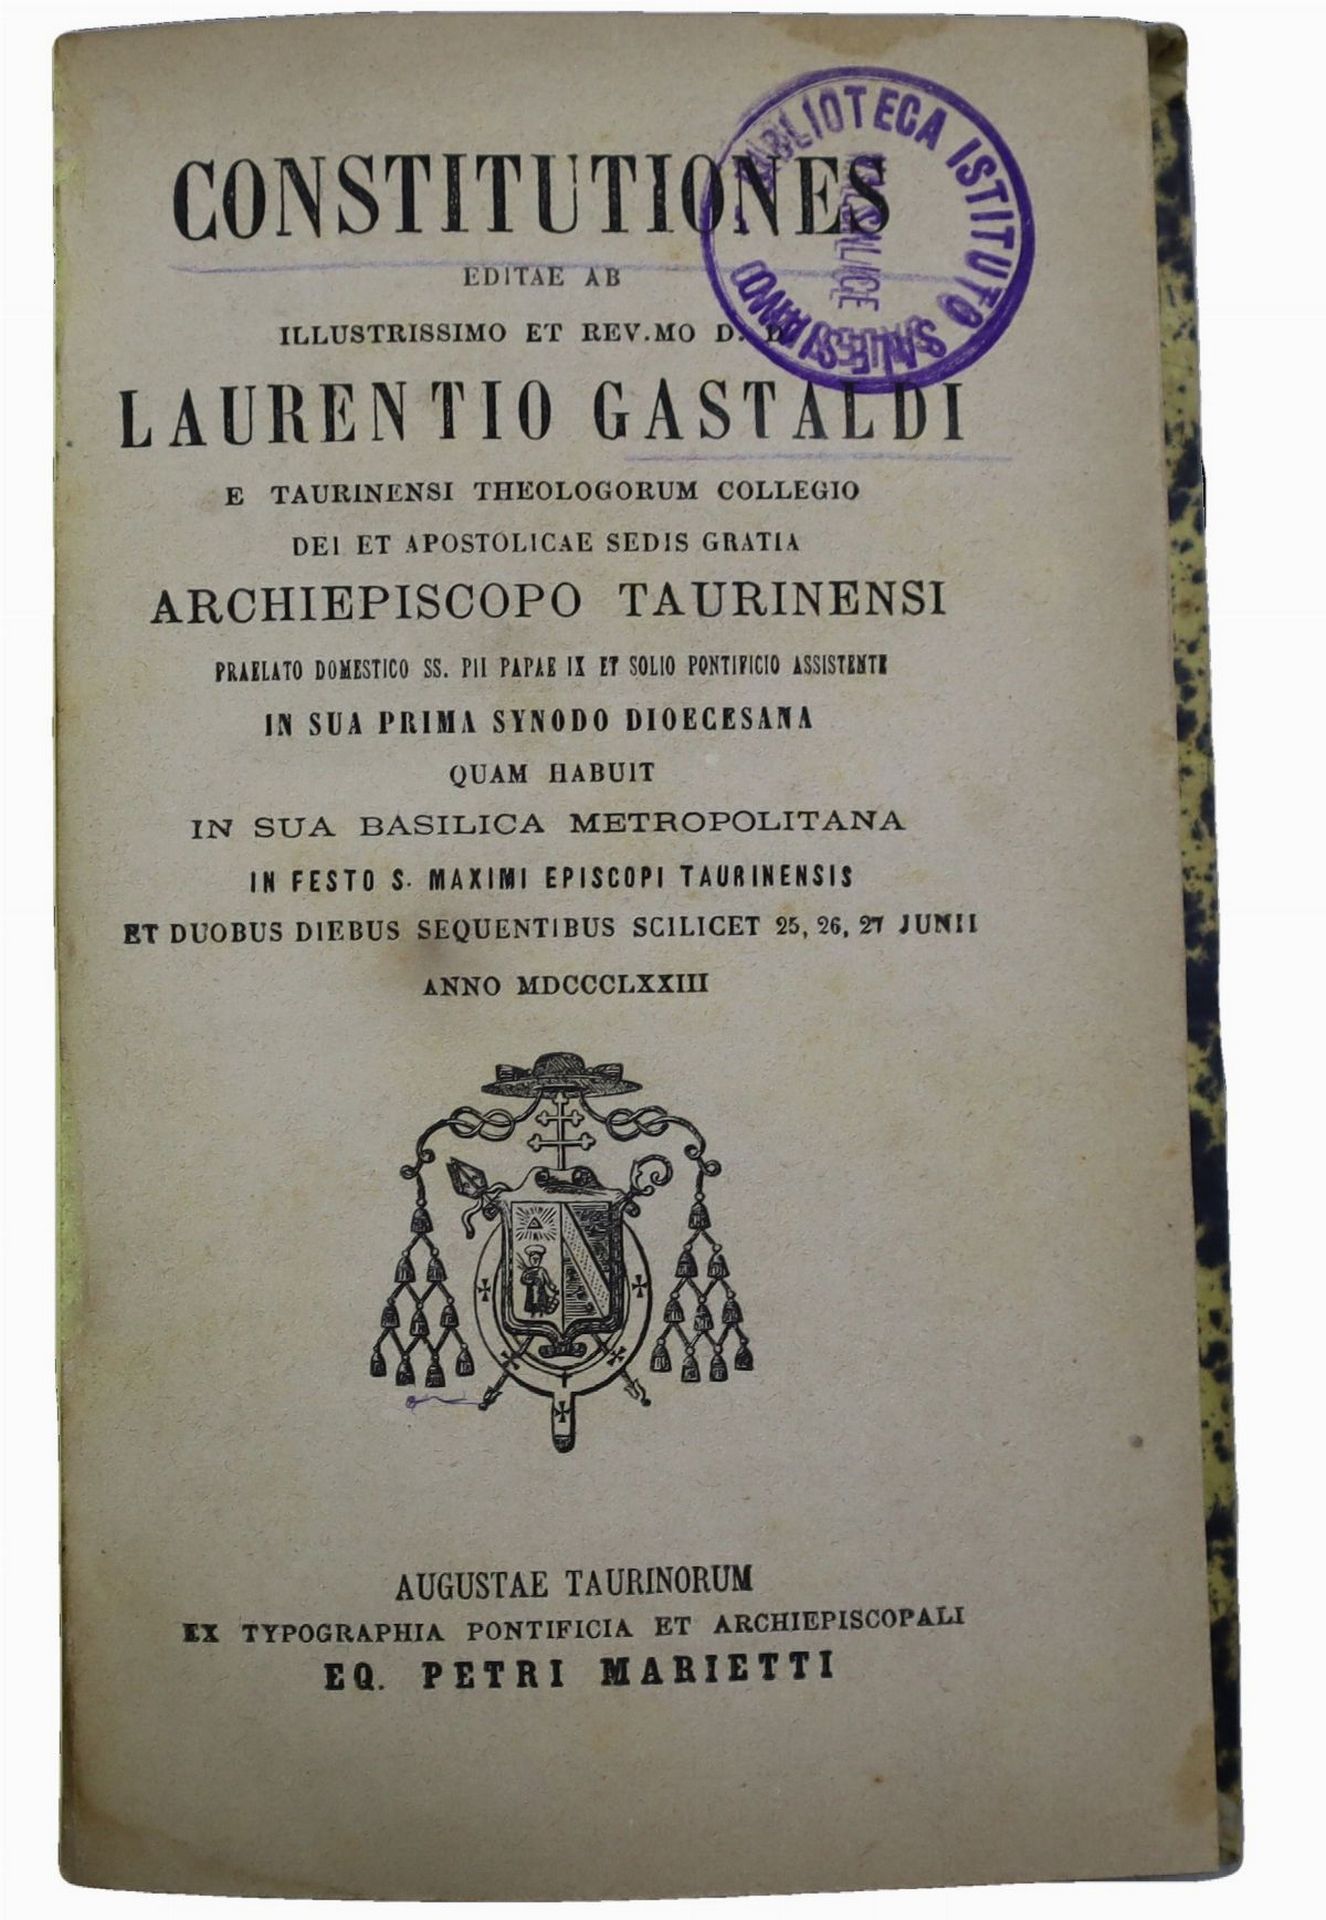 CONSTITUTIONES
EDITAE AB
ILLUSTRISSIMO ET REV.MO D. D.
LAURENTIO GASTALDI
E TAURINENSI THEOLOGORUM COLLEGIO
DEI ET APOSTOLICAE SEDIS GRATIA
ARCHIEPISCOPO TAURINENSI
PRAELATO DOMESTICO SS. PII PAPAE IX ET SOLIO PONTIFICIO ASSISTENTE
IN SUA PRIMA SYNODO DIOECESANA
QUAM HABUIT
IN SUA BASILICA METROPOLITANA
IN FESTO S. MAXIMI EPISCOPI TAURINENSIS
ET DUOBUS DIEBUS SEQUENTIBUS SCILICET 25, 26, 27 JUNII
ANNO MDCCCLXXIII
AUGUSTAE TAURINORUM
EX TYPOGRAPHIA PONTIFICIA ET ARCHIEPISCOPALI
EQ. PETRI MARIETTI
BIBLIOTECA ISTITUTO